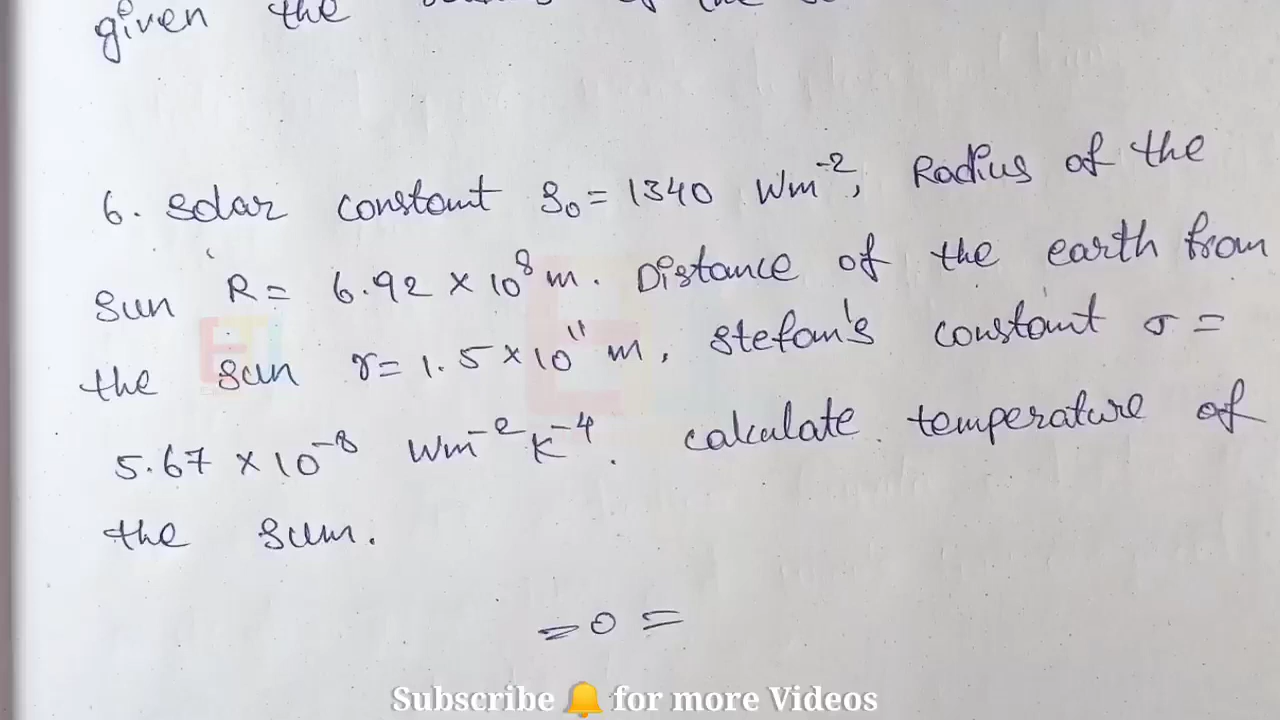 given the of the
6. Solar constant S₀ = 1340 Wm⁻², Radius of the
Sun R = 6.92 × 10⁸ m. Distance of the earth from
the sun r = 1.5 × 10¹¹ m, Stefan's constant σ =
5.67 × 10⁻⁸ Wm⁻² K⁻⁴. calculate temperature of
the sun.
= 0 =
Subscribe 🔔 for more Videos